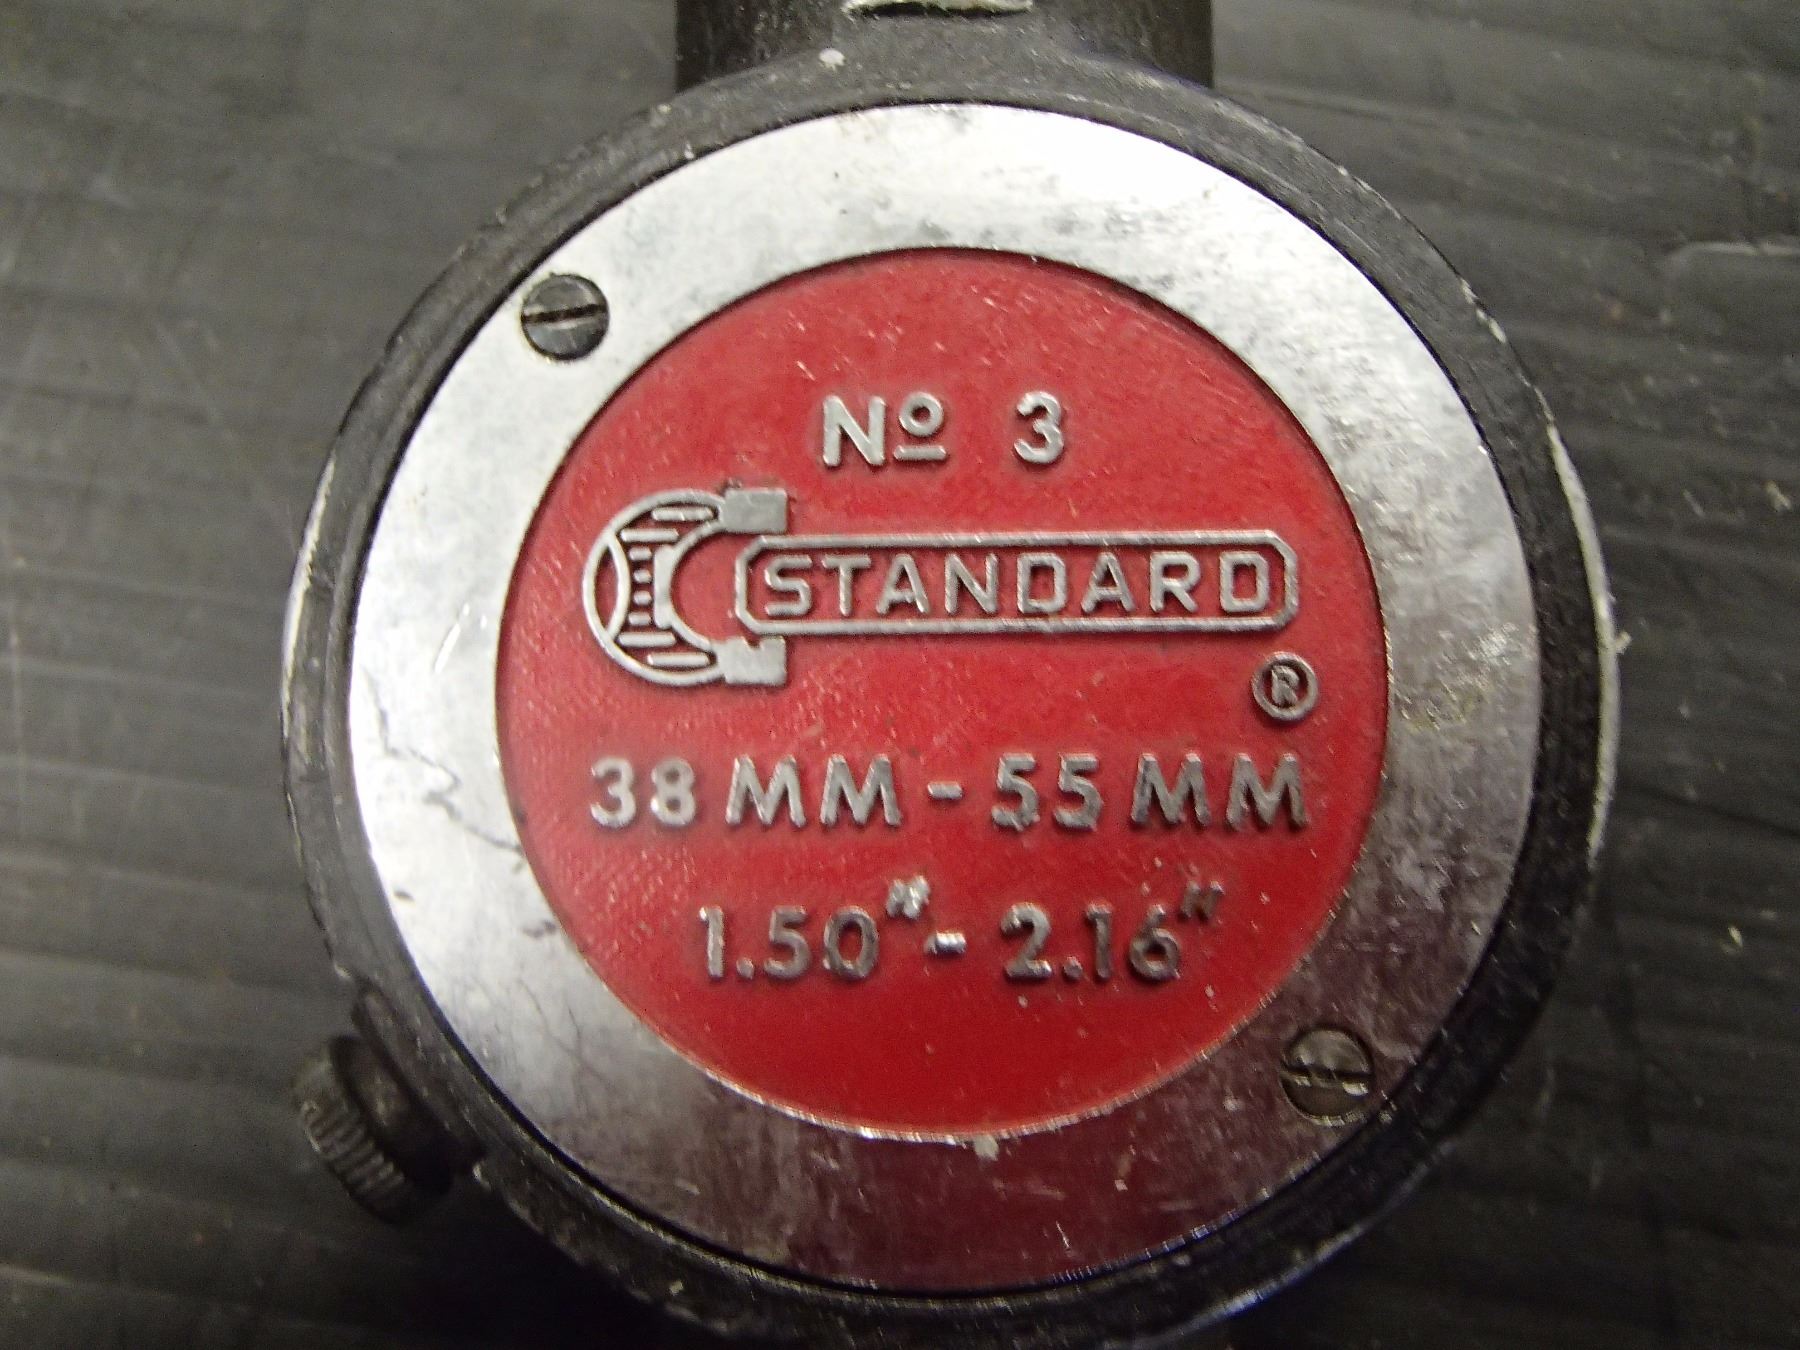 Nº 3
STANDARD
®
38 MM - 55 MM
1.50" - 2.16"